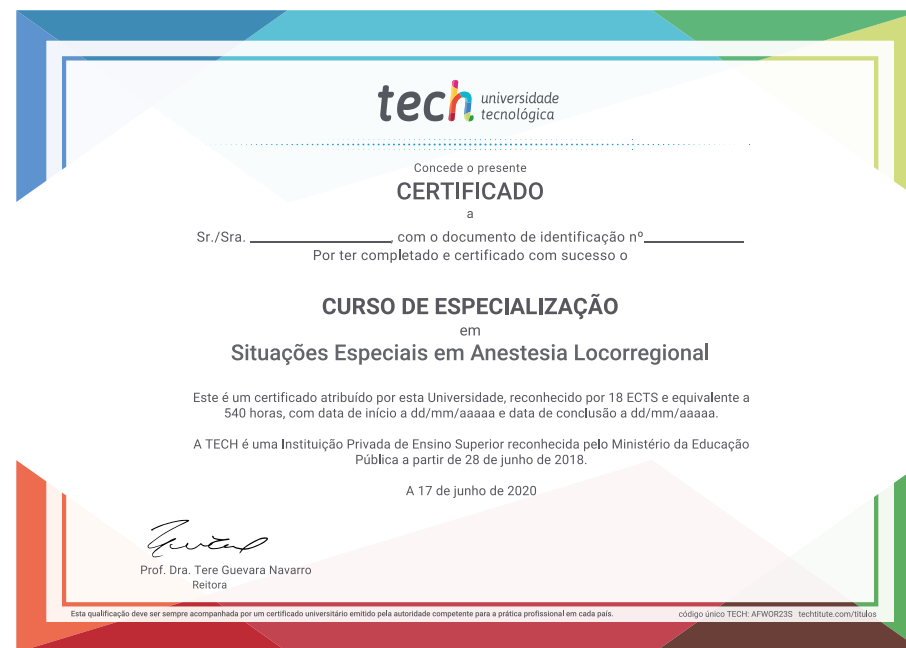 tech universidade
tecnológica
Concede o presente
CERTIFICADO
a
Sr./Sra. ____________________, com o documento de identificação nº______________
Por ter completado e certificado com sucesso o
CURSO DE ESPECIALIZAÇÃO
em
Situações Especiais em Anestesia Locorregional
Este é um certificado atribuído por esta Universidade, reconhecido por 18 ECTS e equivalente a
540 horas, com data de início a dd/mm/aaaaa e data de conclusão a dd/mm/aaaaa.
A TECH é uma Instituição Privada de Ensino Superior reconhecida pelo Ministério da Educação
Pública a partir de 28 de junho de 2018.
A 17 de junho de 2020
Prof. Dra. Tere Guevara Navarro
Reitora
Esta qualificação deve ser sempre acompanhada por um certificado universitário emitido pela autoridade competente para a prática profissional em cada país.
código único TECH: AFWOR23S techtitute.com/titulos